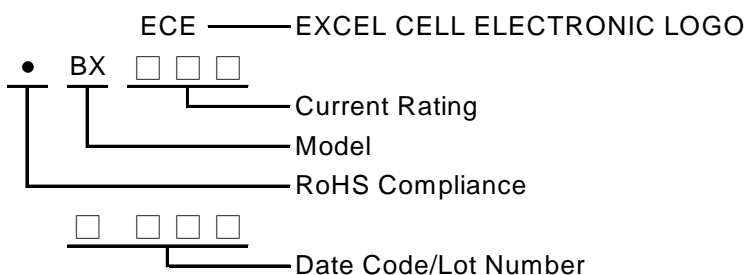 ECE EXCEL CELL ELECTRONIC LOGO
● BX □ □ □
Current Rating
Model
RoHS Compliance
□ □ □ □
Date Code/Lot Number